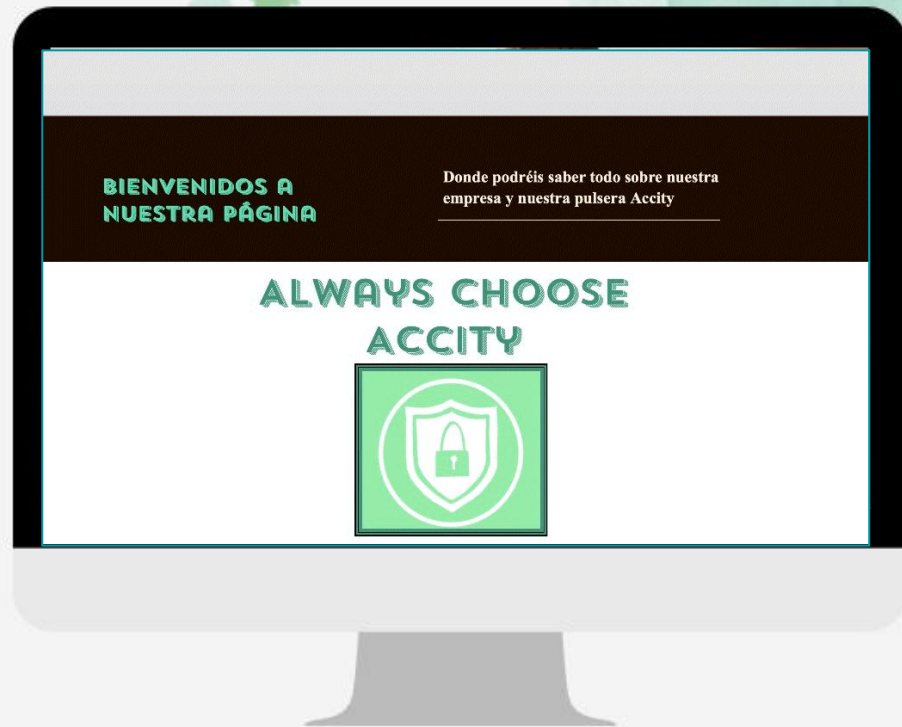 BIENVENIDOS A
NUESTRA PÁGINA
Donde podréis saber todo sobre nuestra
empresa y nuestra pulsera Accity
ALWAYS CHOOSE
ACCITY